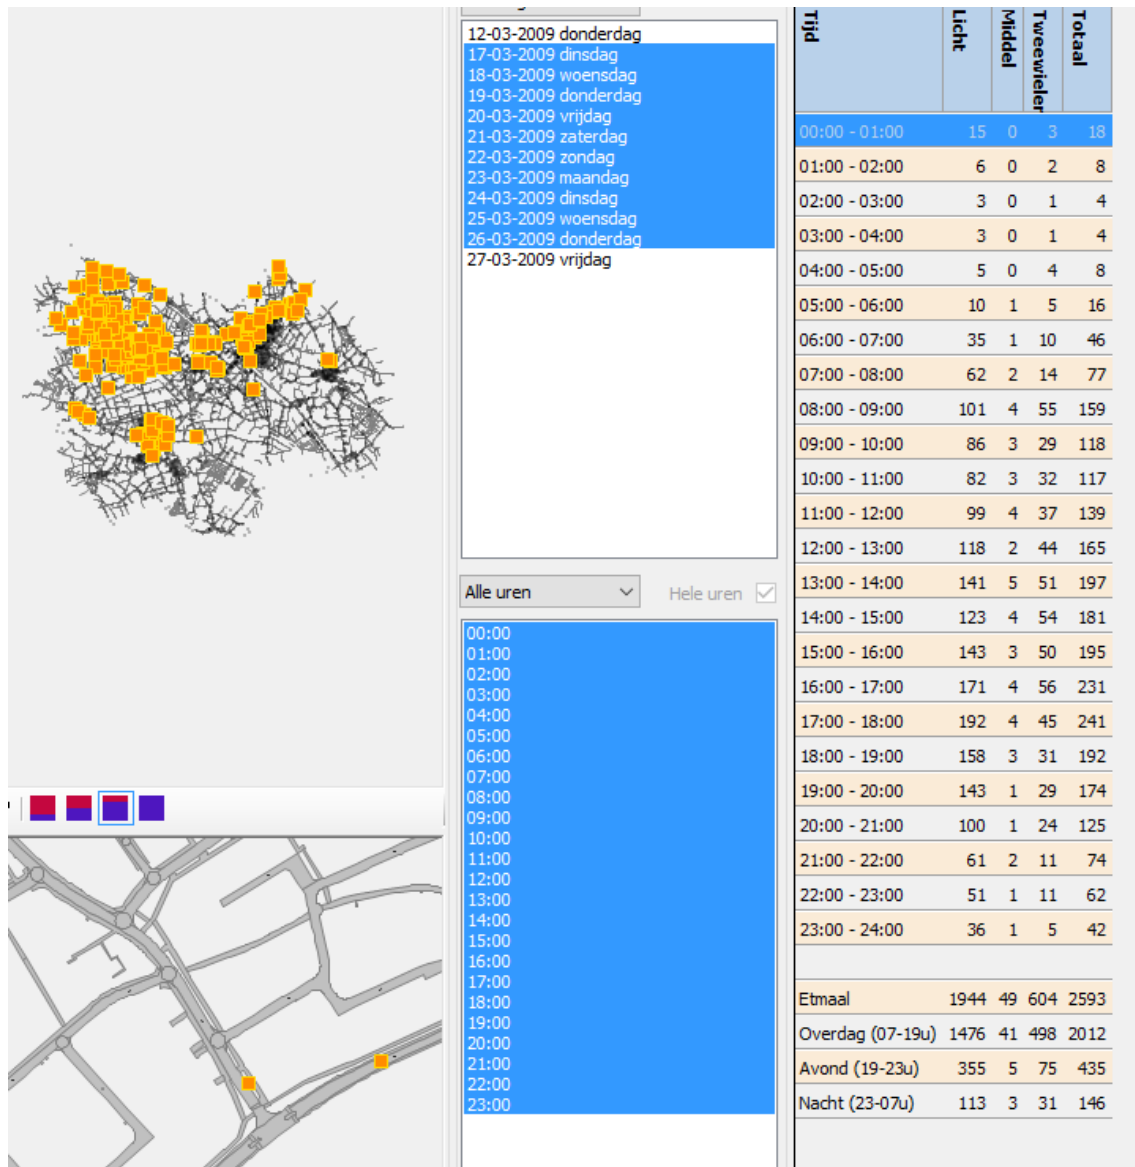 12-03-2009 donderdag
17-03-2009 dinsdag
18-03-2009 woensdag
19-03-2009 donderdag
20-03-2009 vrijdag
21-03-2009 zaterdag
22-03-2009 zondag
23-03-2009 maandag
24-03-2009 dinsdag
25-03-2009 woensdag
26-03-2009 donderdag
27-03-2009 vrijdag
Alle uren
Hele uren
00:00
01:00
02:00
03:00
04:00
05:00
06:00
07:00
08:00
09:00
10:00
11:00
12:00
13:00
14:00
15:00
16:00
17:00
18:00
19:00
20:00
21:00
22:00
23:00
Tijd Licht Middel Tweewieler Totaal
00:00 - 01:00 15 0 3 18
01:00 - 02:00 6 0 2 8
02:00 - 03:00 3 0 1 4
03:00 - 04:00 3 0 1 4
04:00 - 05:00 5 0 4 8
05:00 - 06:00 10 1 5 16
06:00 - 07:00 35 1 10 46
07:00 - 08:00 62 2 14 77
08:00 - 09:00 101 4 55 159
09:00 - 10:00 86 3 29 118
10:00 - 11:00 82 3 32 117
11:00 - 12:00 99 4 37 139
12:00 - 13:00 118 2 44 165
13:00 - 14:00 141 5 51 197
14:00 - 15:00 123 4 54 181
15:00 - 16:00 143 3 50 195
16:00 - 17:00 171 4 56 231
17:00 - 18:00 192 4 45 241
18:00 - 19:00 158 3 31 192
19:00 - 20:00 143 1 29 174
20:00 - 21:00 100 1 24 125
21:00 - 22:00 61 2 11 74
22:00 - 23:00 51 1 11 62
23:00 - 24:00 36 1 5 42
Etmaal 1944 49 604 2593
Overdag (07-19u) 1476 41 498 2012
Avond (19-23u) 355 5 75 435
Nacht (23-07u) 113 3 31 146